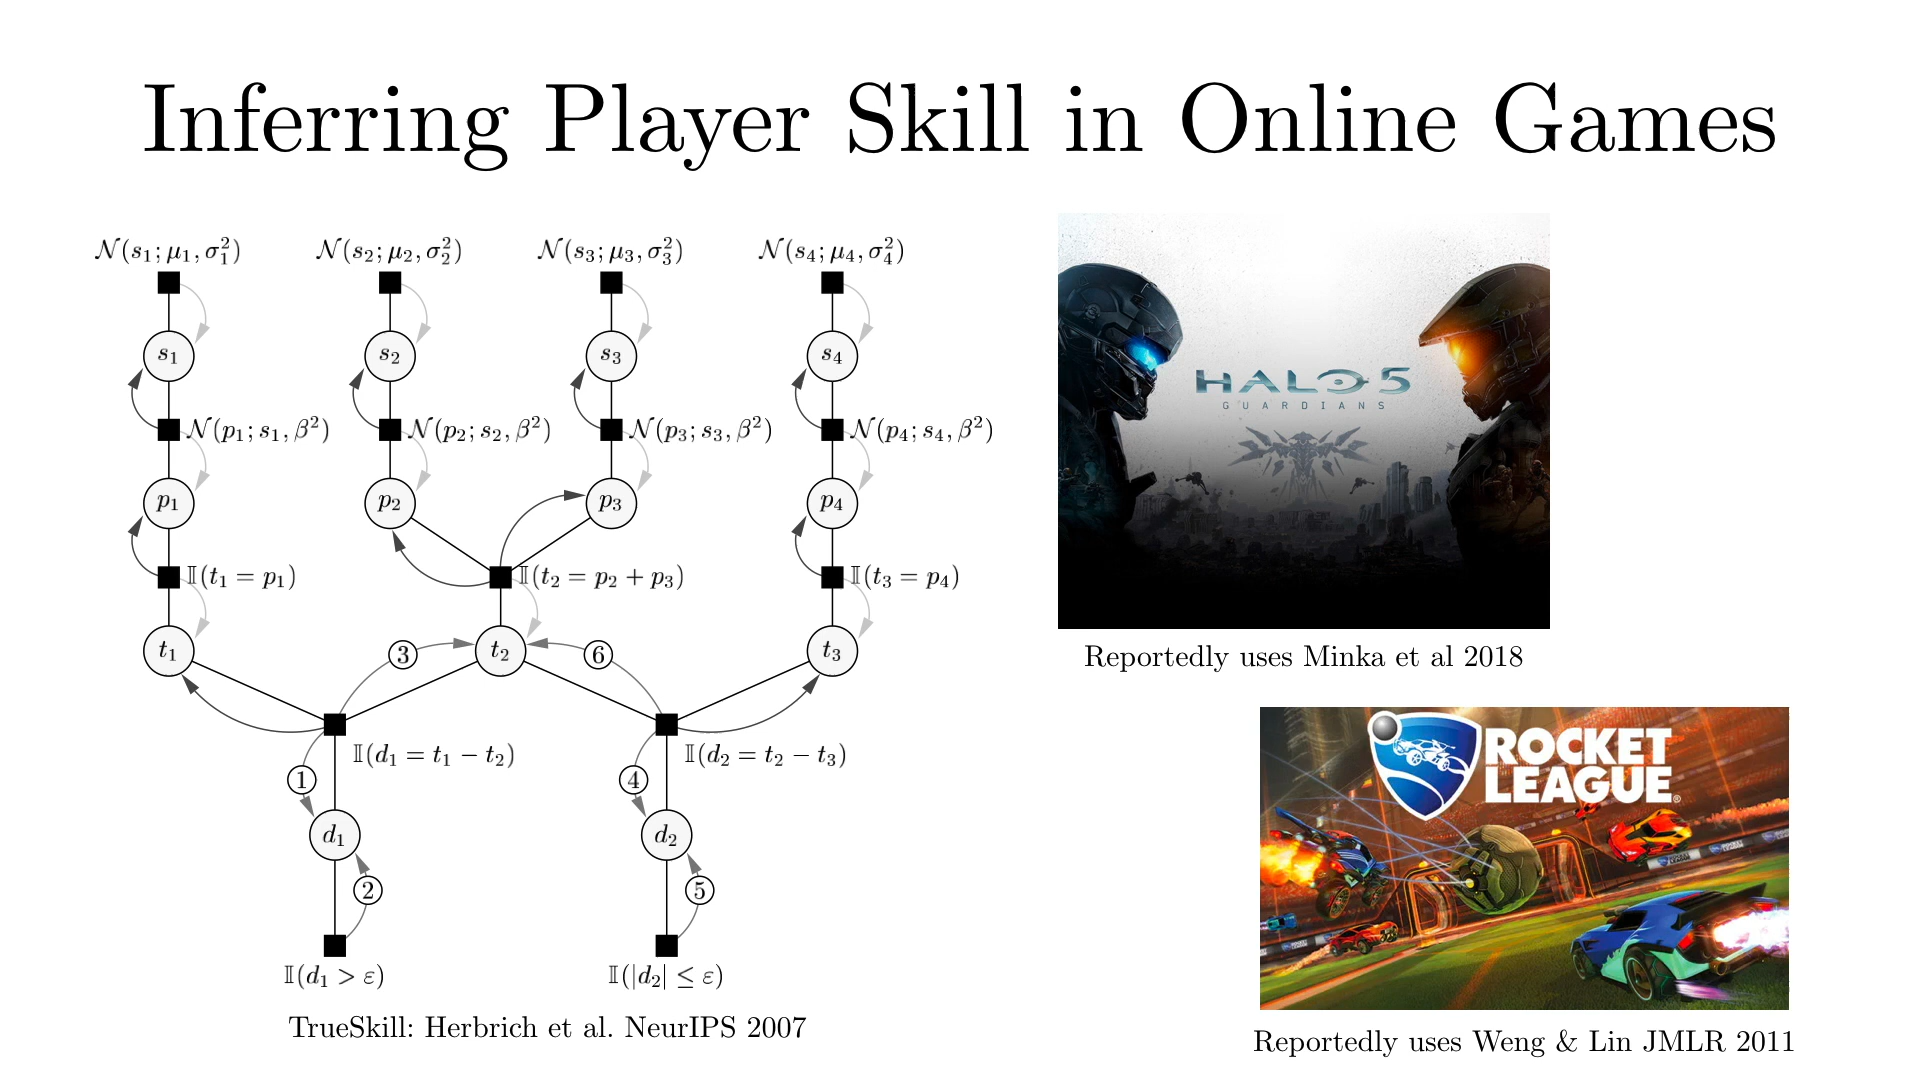 Inferring Player Skill in Online Games
𝒩(s₁; μ₁, σ₁²) 𝒩(s₂; μ₂, σ₂²) 𝒩(s₃; μ₃, σ₃²) 𝒩(s₄; μ₄, σ₄²)
s₁ s₂ s₃ s₄
𝒩(p₁; s₁, β²) 𝒩(p₂; s₂, β²) 𝒩(p₃; s₃, β²) 𝒩(p₄; s₄, β²)
p₁ p₂ p₃ p₄
𝕀(t₁ = p₁) 𝕀(t₂ = p₂ + p₃) 𝕀(t₃ = p₄)
t₁ 3 t₂ 6 t₃
𝕀(d₁ = t₁ − t₂) 𝕀(d₂ = t₂ − t₃)
1 4
d₁ d₂
2 5
𝕀(d₁ > ε) 𝕀(|d₂| ≤ ε)
TrueSkill: Herbrich et al. NeurIPS 2007
HALO 5
GUARDIANS
Reportedly uses Minka et al 2018
ROCKET
LEAGUE®
Reportedly uses Weng & Lin JMLR 2011